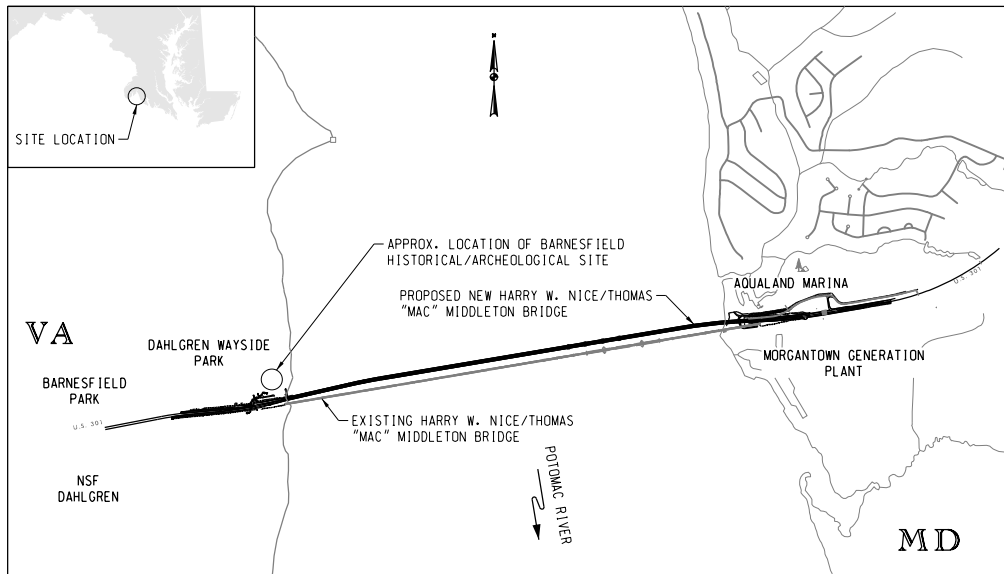 SITE LOCATION
N
APPROX. LOCATION OF BARNESFIELD
HISTORICAL/ARCHEOLOGICAL SITE
PROPOSED NEW HARRY W. NICE/THOMAS
"MAC" MIDDLETON BRIDGE
AQUALAND MARINA
U.S. 301
VA
DAHLGREN WAYSIDE
PARK
MORGANTOWN GENERATION
PLANT
BARNESFIELD
PARK
U.S. 301
EXISTING HARRY W. NICE/THOMAS
"MAC" MIDDLETON BRIDGE
NSF
DAHLGREN
POTOMAC RIVER
MD